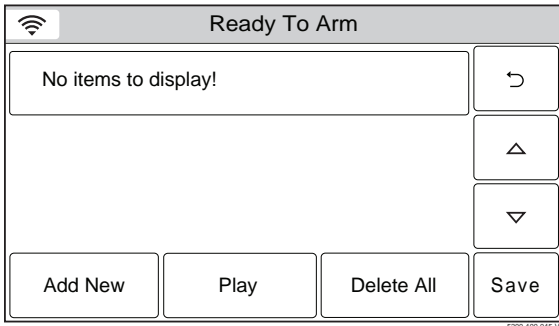 Ready To Arm
No items to display!
Add New
Play
Delete All
Save